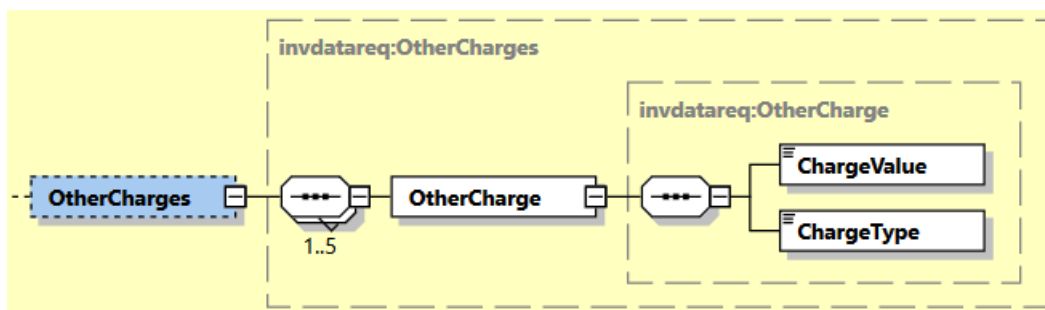 invdatareq:OtherCharges
invdatareq:OtherCharge
OtherCharges
1..5
OtherCharge
ChargeValue
ChargeType